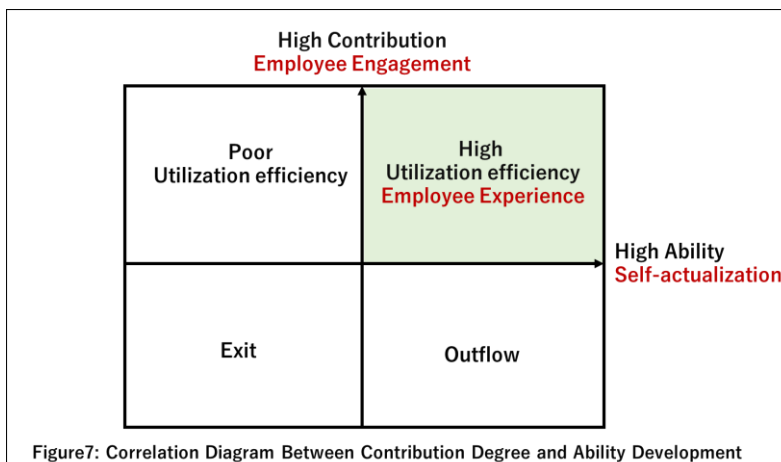 High Contribution
Employee Engagement
Poor
Utilization efficiency
High
Utilization efficiency
Employee Experience
High Ability
Self-actualization
Exit
Outflow
Figure7: Correlation Diagram Between Contribution Degree and Ability Development